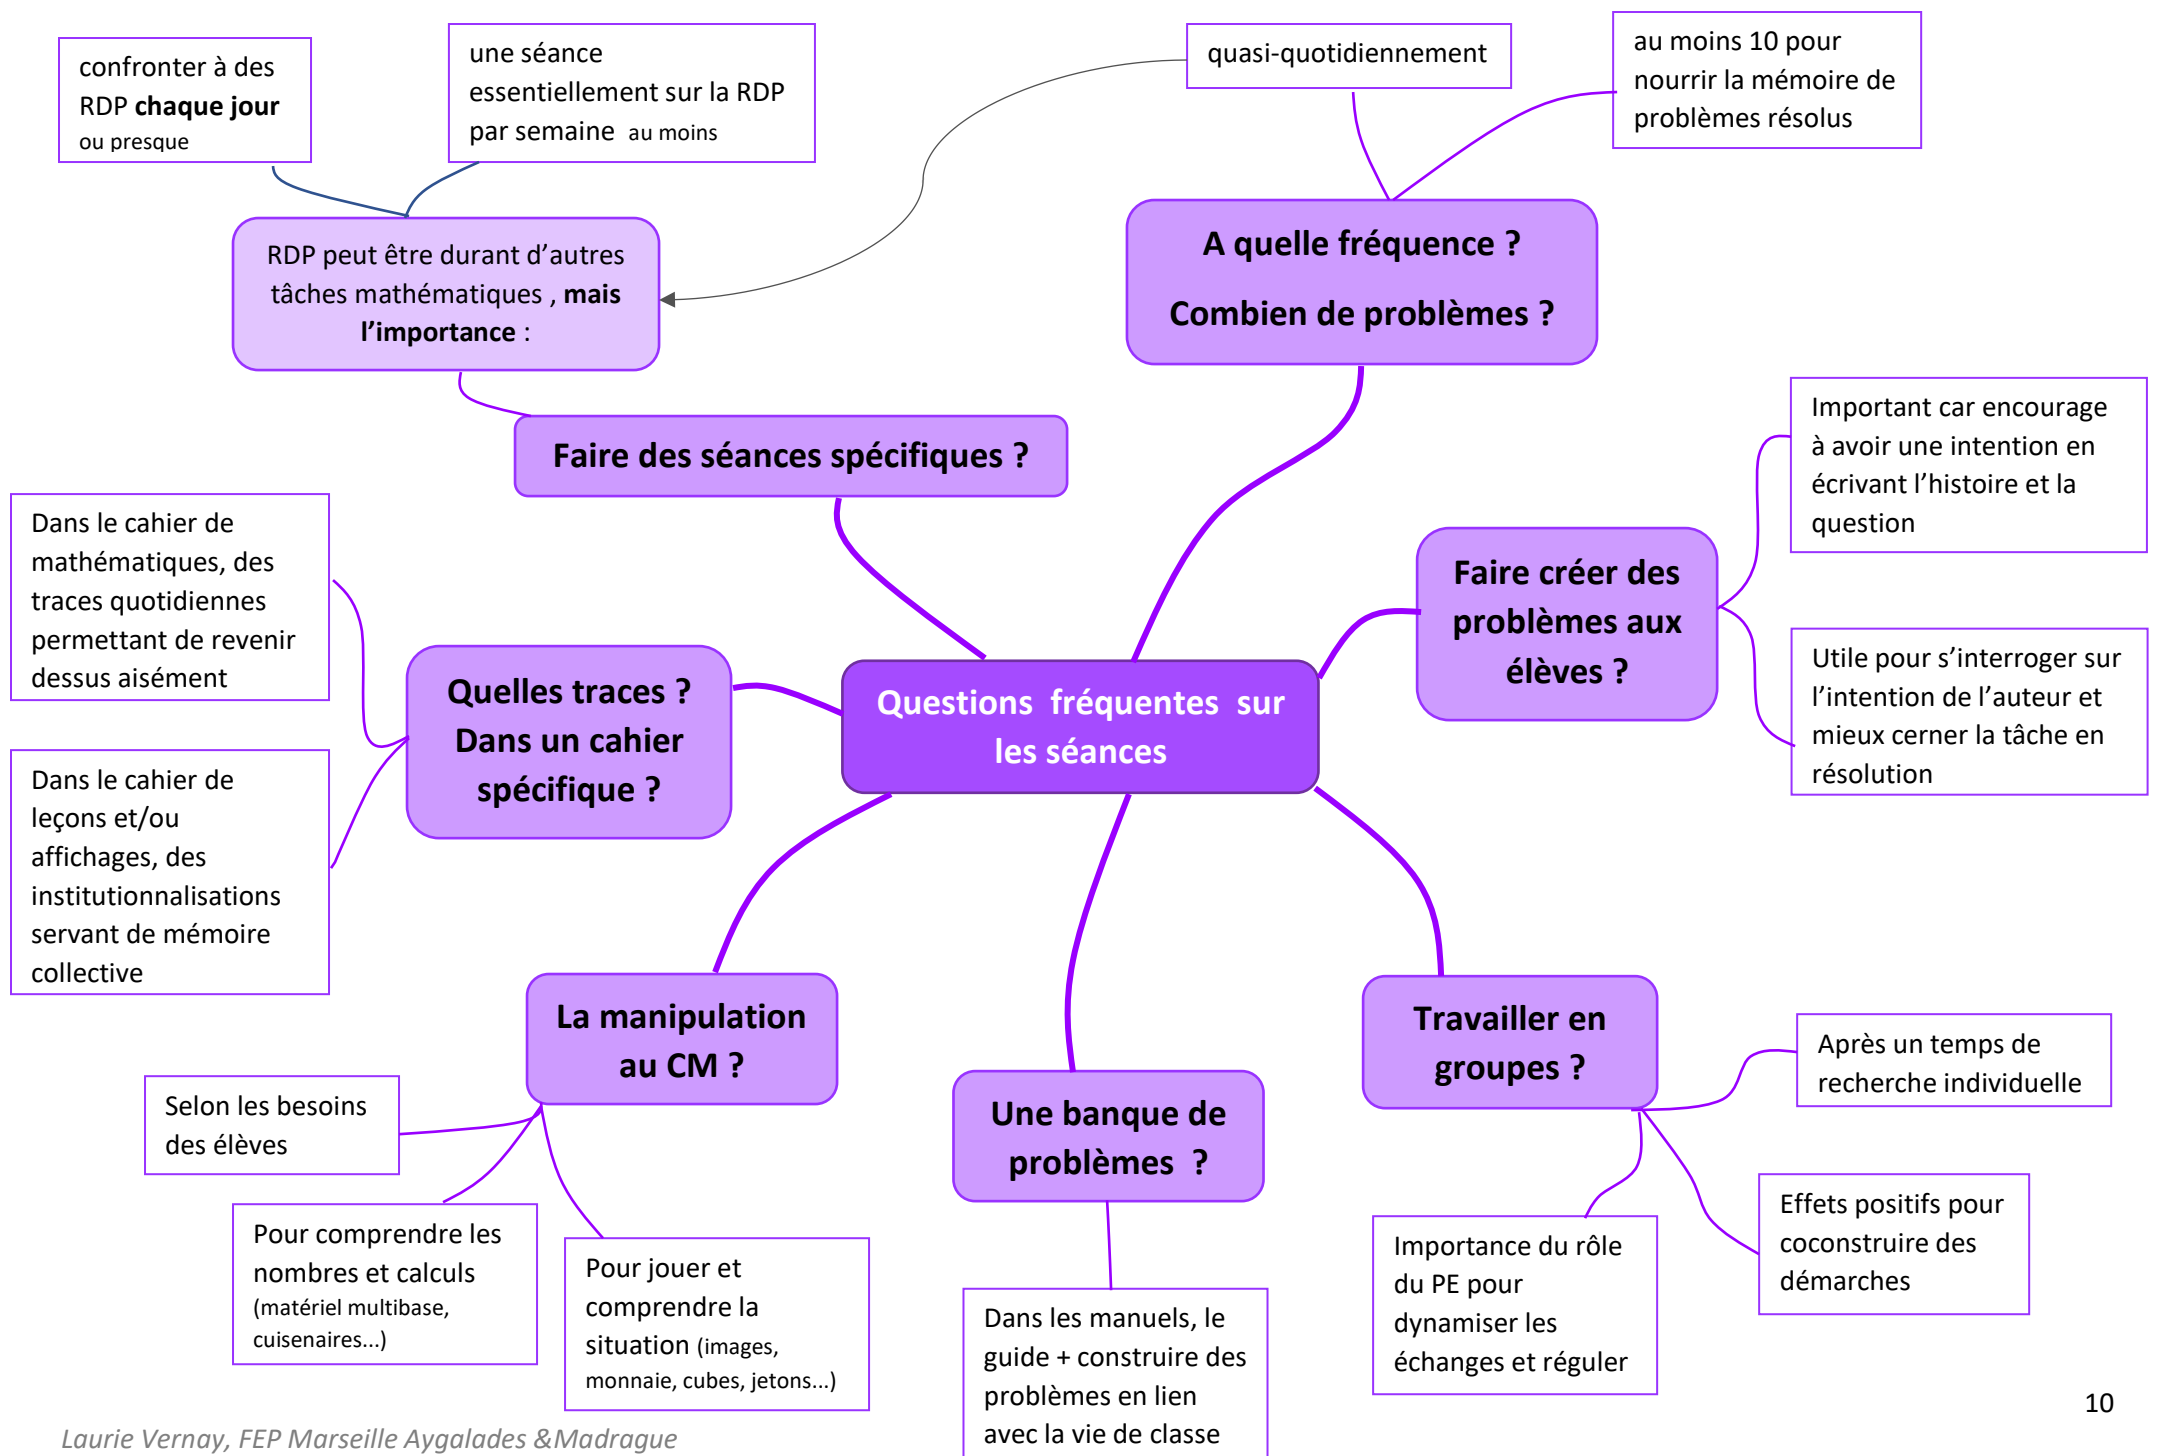 confronter à des
RDP chaque jour
ou presque
une séance
essentiellement sur la RDP
par semaine au moins
quasi-quotidiennement
au moins 10 pour
nourrir la mémoire de
problèmes résolus
RDP peut être durant d’autres
tâches mathématiques , mais
l’importance :
A quelle fréquence ?
Combien de problèmes ?
Faire des séances spécifiques ?
Important car encourage
à avoir une intention en
écrivant l’histoire et la
question
Dans le cahier de
mathématiques, des
traces quotidiennes
permettant de revenir
dessus aisément
Faire créer des
problèmes aux
élèves ?
Utile pour s’interroger sur
l’intention de l’auteur et
mieux cerner la tâche en
résolution
Quelles traces ?
Dans un cahier
spécifique ?
Questions fréquentes sur
les séances
Dans le cahier de
leçons et/ou
affichages, des
institutionnalisations
servant de mémoire
collective
La manipulation
au CM ?
Travailler en
groupes ?
Après un temps de
recherche individuelle
Selon les besoins
des élèves
Une banque de
problèmes ?
Effets positifs pour
coconstruire des
démarches
Pour comprendre les
nombres et calculs
(matériel multibase,
cuisenaires...)
Pour jouer et
comprendre la
situation (images,
monnaie, cubes, jetons...)
Importance du rôle
du PE pour
dynamiser les
échanges et réguler
Dans les manuels, le
guide + construire des
problèmes en lien
avec la vie de classe
10
Laurie Vernay, FEP Marseille Aygalades &Madrague